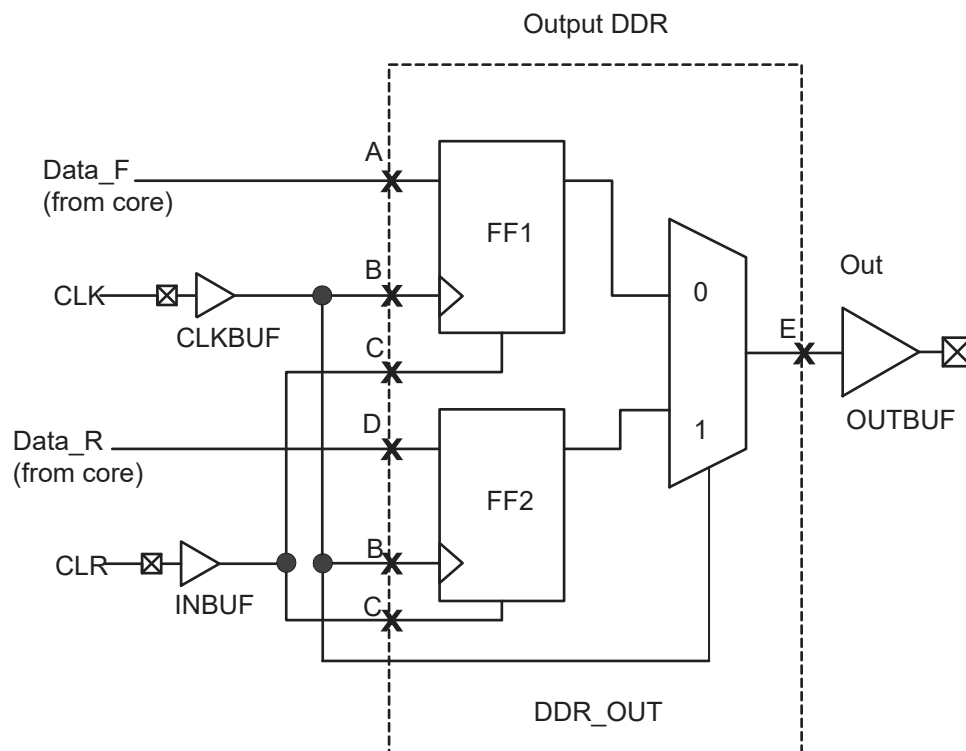 Output DDR
A
Data_F
(from core)
FF1
B
CLK
CLKBUF
C
0
Out
E
OUTBUF
D
Data_R
(from core)
1
FF2
B
CLR
INBUF
C
DDR_OUT